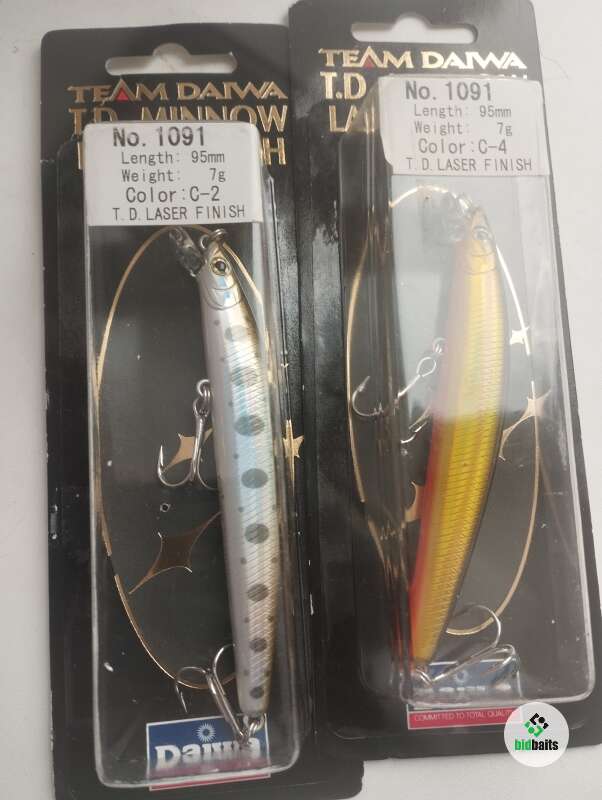 TEAM DAIWA
T.D. MINNOW
No. 1091
Length: 95mm
Weight: 7g
Color:C-2
T.D.LASER FINISH
Daiwa
TEAM DAIWA
T.D.
No. 1091
Length: 95mm
Weight: 7g
Color:C-4
T.D.LASER FINISH
COMMITTED TO TOTAL
bidbaits